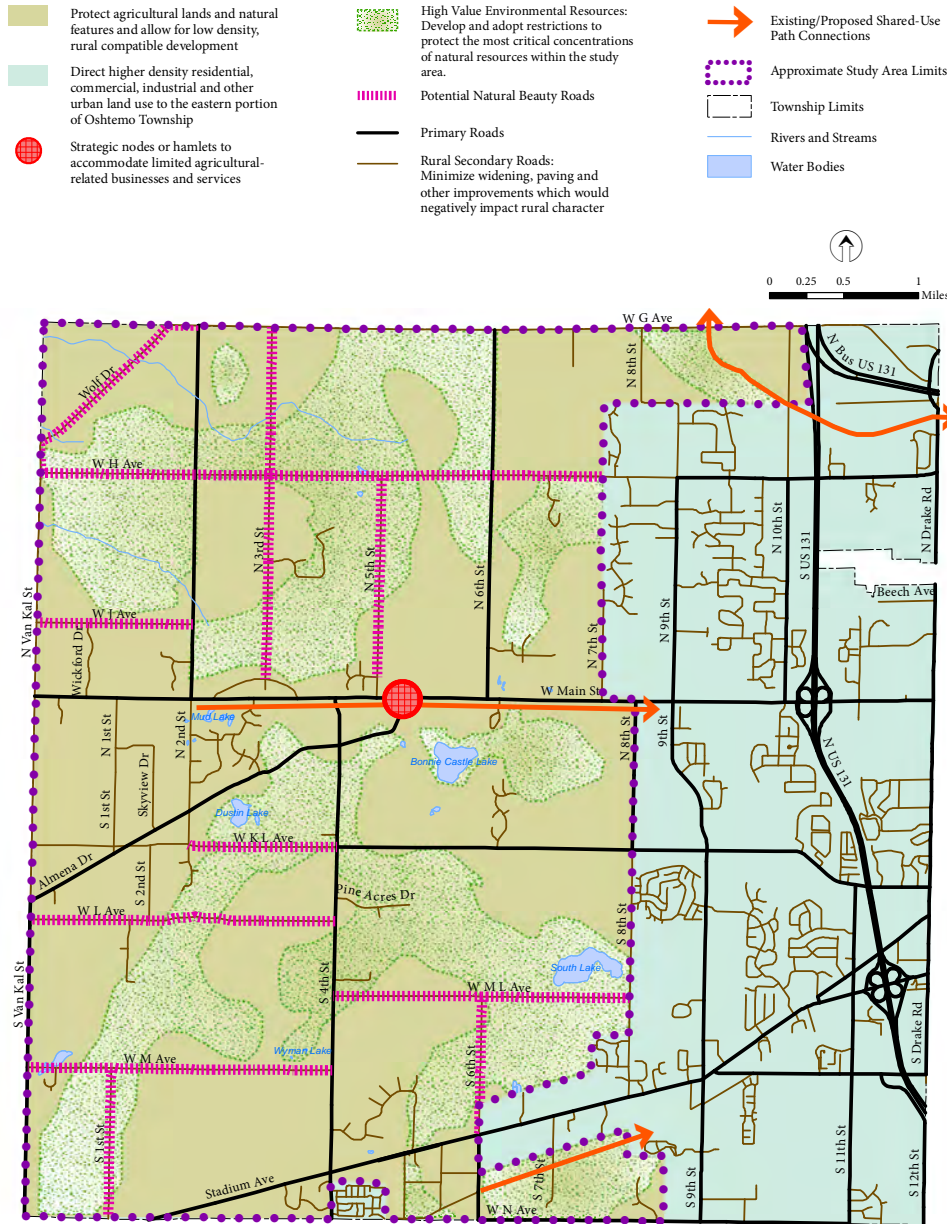 Protect agricultural lands and natural
features and allow for low density,
rural compatible development
Direct higher density residential,
commercial, industrial and other
urban land use to the eastern portion
of Oshtemo Township
Strategic nodes or hamlets to
accommodate limited agricultural-
related businesses and services
High Value Environmental Resources:
Develop and adopt restrictions to
protect the most critical concentrations
of natural resources within the study
area.
Potential Natural Beauty Roads
Primary Roads
Rural Secondary Roads:
Minimize widening, paving and
other improvements which would
negatively impact rural character
Existing/Proposed Shared-Use
Path Connections
Approximate Study Area Limits
Township Limits
Rivers and Streams
Water Bodies
0 0.25 0.5 1
Miles
W G Ave
N 8th St
N Bus US 131
Wolf Dr
W H Ave
N 3rd St
N 5th St
N 6th St
N 7th St
N 9th St
N 10th St
S US 131
N Drake Rd
Beech Ave
N Van Kal St
W J Ave
Wickford Dr
W Main St
N 1st St
N 2nd St
Mud Lake
N 8th St
9th St
N US 131
Skyview Dr
S 1st St
Bonnie Castle Lake
Dustin Lake
W K L Ave
Almena Dr
S 2nd St
Pine Acres Dr
W L Ave
S 8th St
South Lake
S Van Kal St
S 4th St
W M L Ave
S Drake Rd
Wyman Lake
W M Ave
S 6th St
S 1st St
Stadium Ave
S 7th St
W N Ave
S 9th St
S 11th St
S 12th St